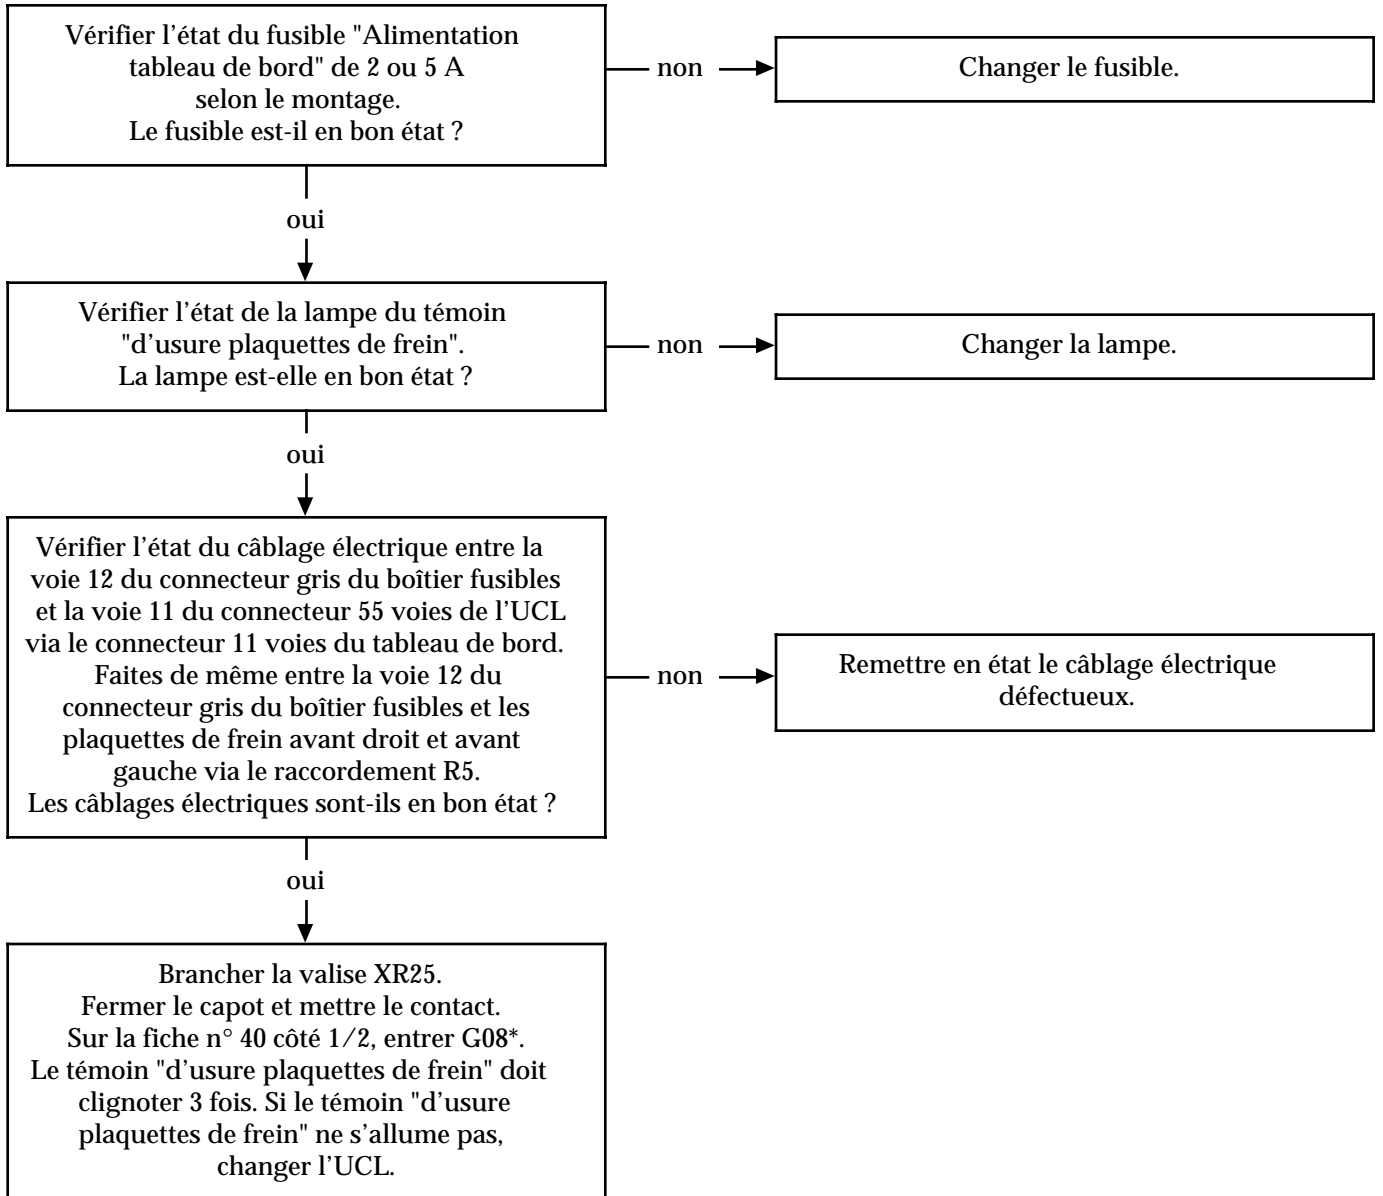 Vérifier l'état du fusible "Alimentation
tableau de bord" de 2 ou 5 A
selon le montage.
Le fusible est-il en bon état ?
non
Changer le fusible.
oui
Vérifier l'état de la lampe du témoin
"d'usure plaquettes de frein".
La lampe est-elle en bon état ?
non
Changer la lampe.
oui
Vérifier l'état du câblage électrique entre la
voie 12 du connecteur gris du boîtier fusibles
et la voie 11 du connecteur 55 voies de l'UCL
via le connecteur 11 voies du tableau de bord.
Faites de même entre la voie 12 du
connecteur gris du boîtier fusibles et les
plaquettes de frein avant droit et avant
gauche via le raccordement R5.
Les câblages électriques sont-ils en bon état ?
non
Remettre en état le câblage électrique
défectueux.
oui
Brancher la valise XR25.
Fermer le capot et mettre le contact.
Sur la fiche n° 40 côté 1/2, entrer G08*.
Le témoin "d'usure plaquettes de frein" doit
clignoter 3 fois. Si le témoin "d'usure
plaquettes de frein" ne s'allume pas,
changer l'UCL.